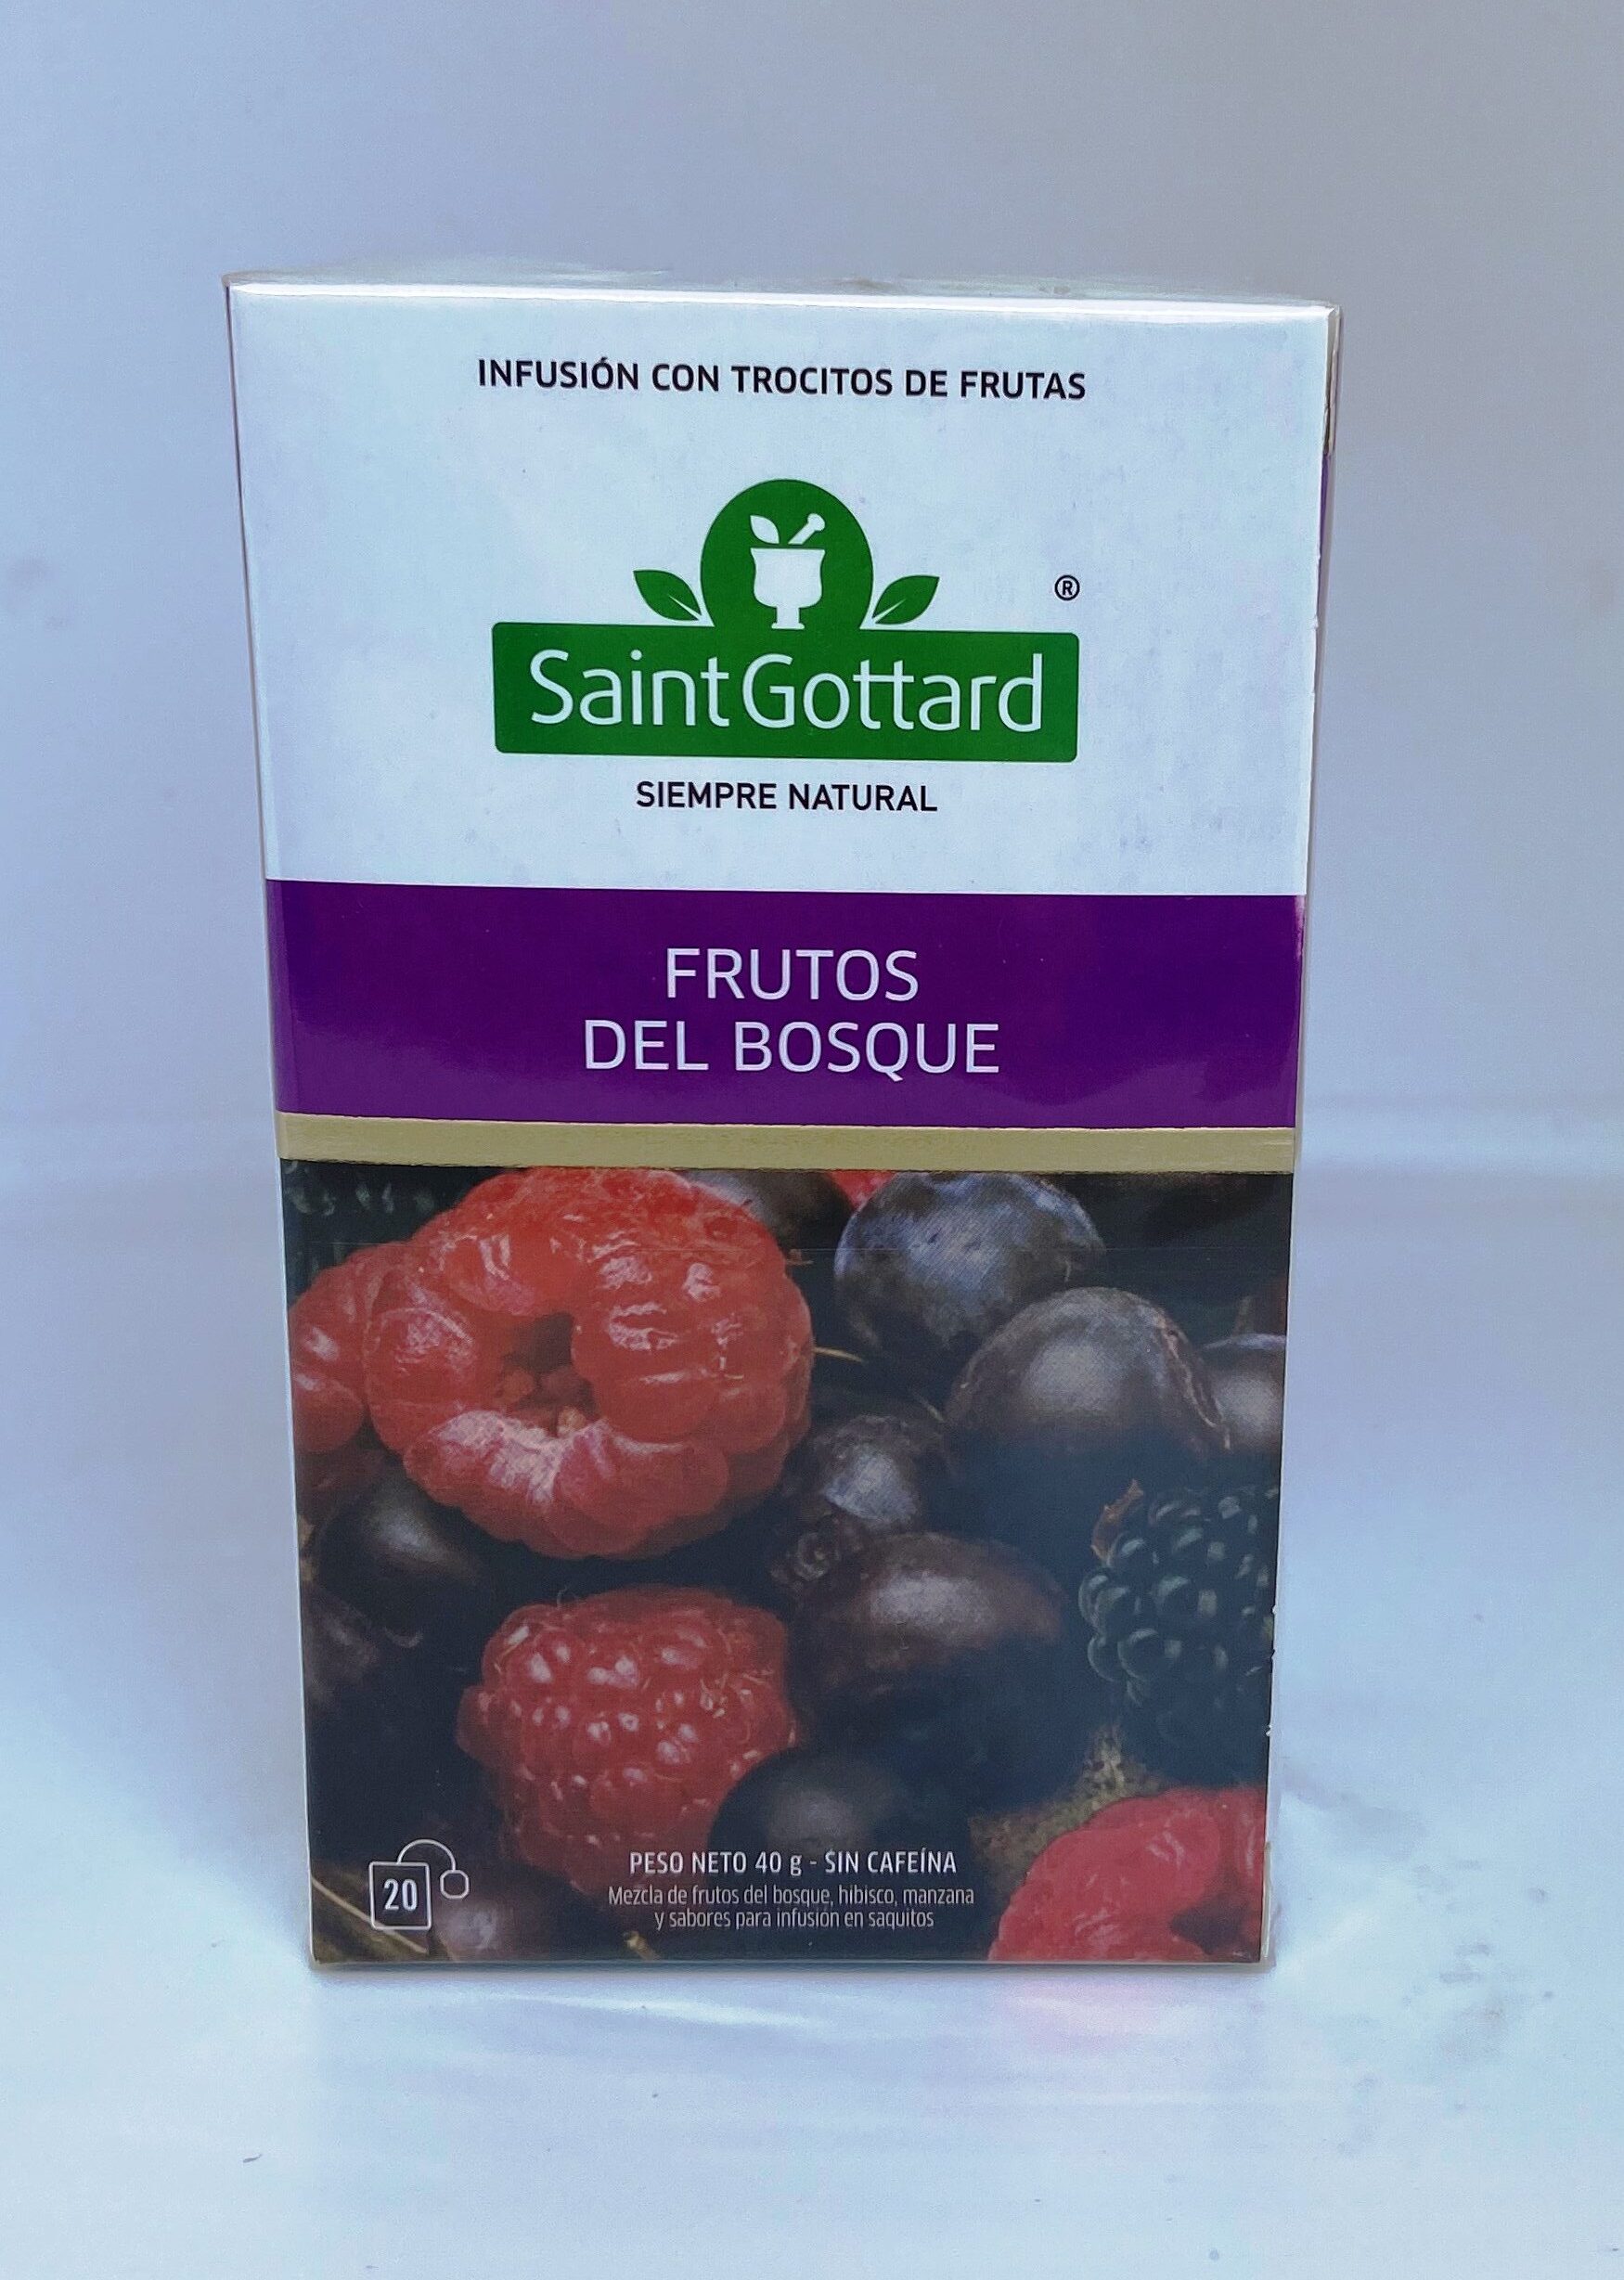 INFUSIÓN CON TROCITOS DE FRUTAS
®
Saint Gottard
SIEMPRE NATURAL
FRUTOS
DEL BOSQUE
PESO NETO 40 g - SIN CAFEÍNA
Mezcla de frutos del bosque, hibisco, manzana
y sabores para infusión en saquitos
20